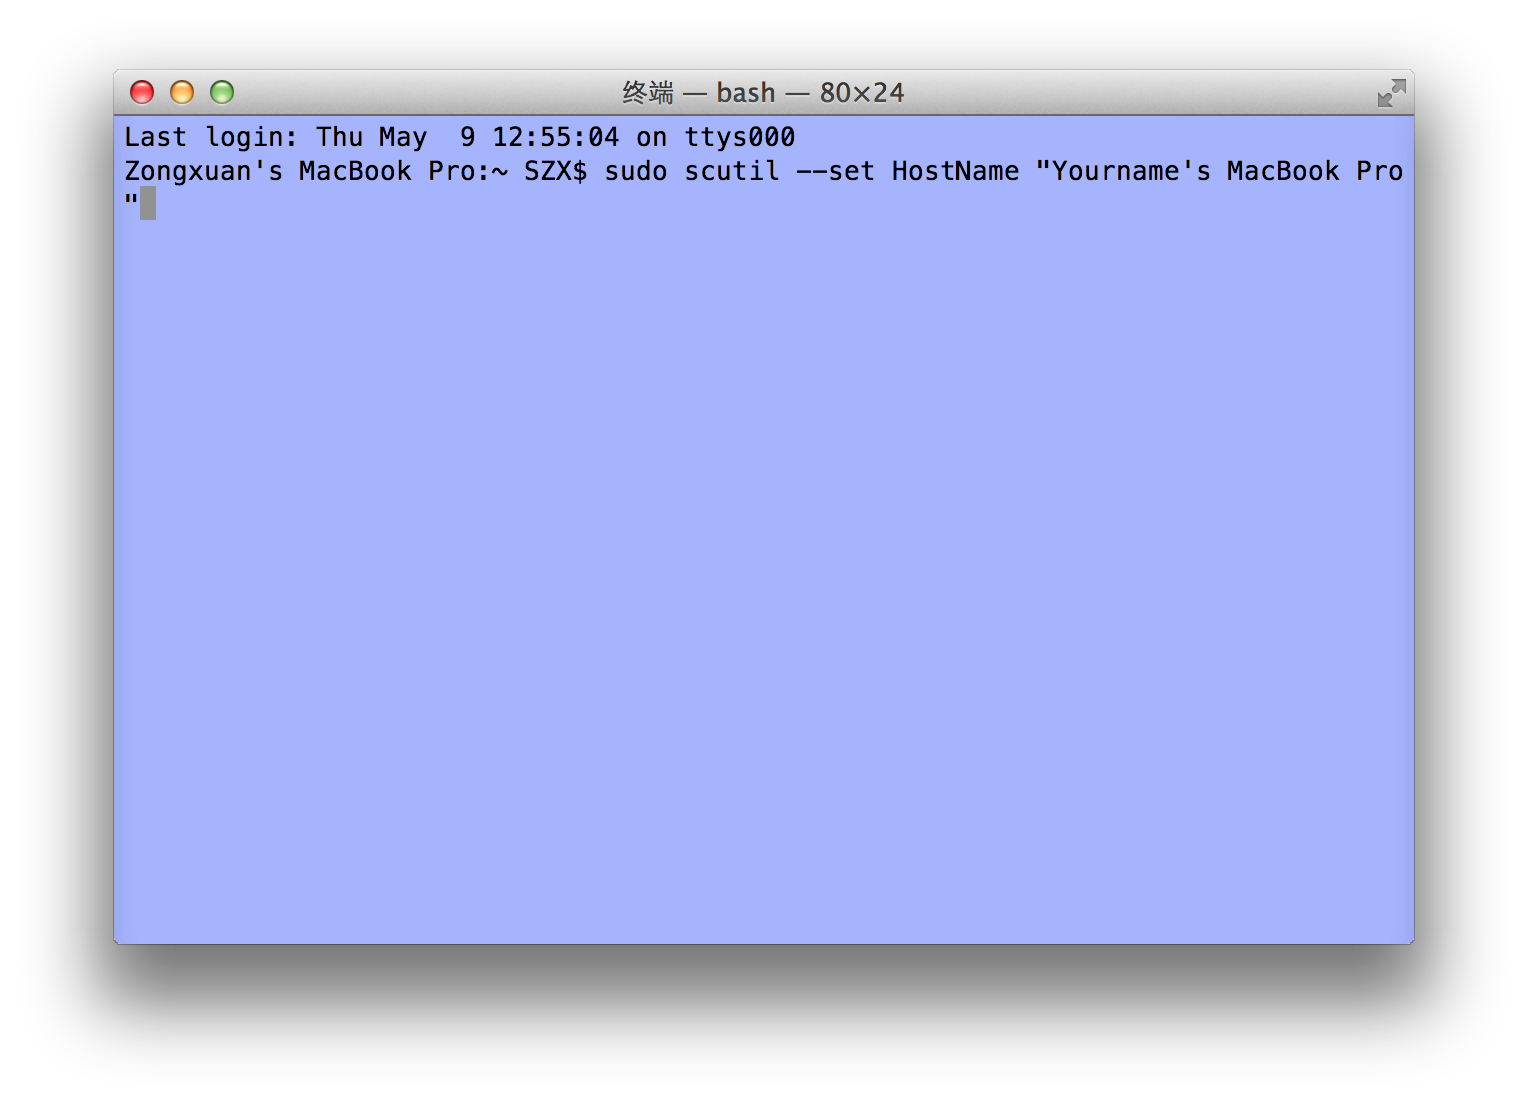 终端 — bash — 80×24
Last login: Thu May  9 12:55:04 on ttys000
Zongxuan's MacBook Pro:~ SZX$ sudo scutil --set HostName "Yourname's MacBook Pro
"